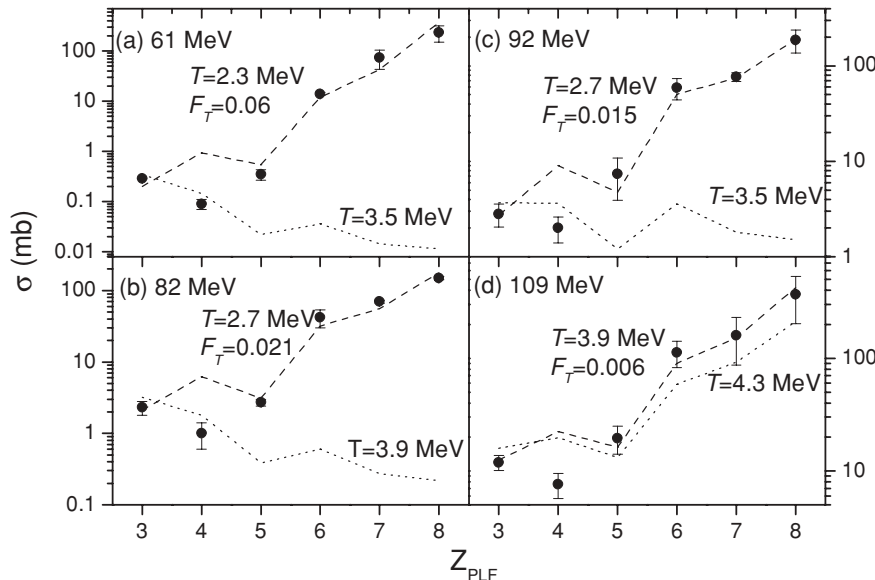 (a) 61 MeV
T=2.3 MeV
F_T=0.06
T=3.5 MeV
100
10
1
0.1
0.01
(c) 92 MeV
T=2.7 MeV
F_T=0.015
T=3.5 MeV
100
10
1
σ (mb)
(b) 82 MeV
T=2.7 MeV
F_T=0.021
T=3.9 MeV
100
10
1
0.1
3 4 5 6 7 8
(d) 109 MeV
T=3.9 MeV
F_T=0.006
T=4.3 MeV
100
10
3 4 5 6 7 8
Z_PLF